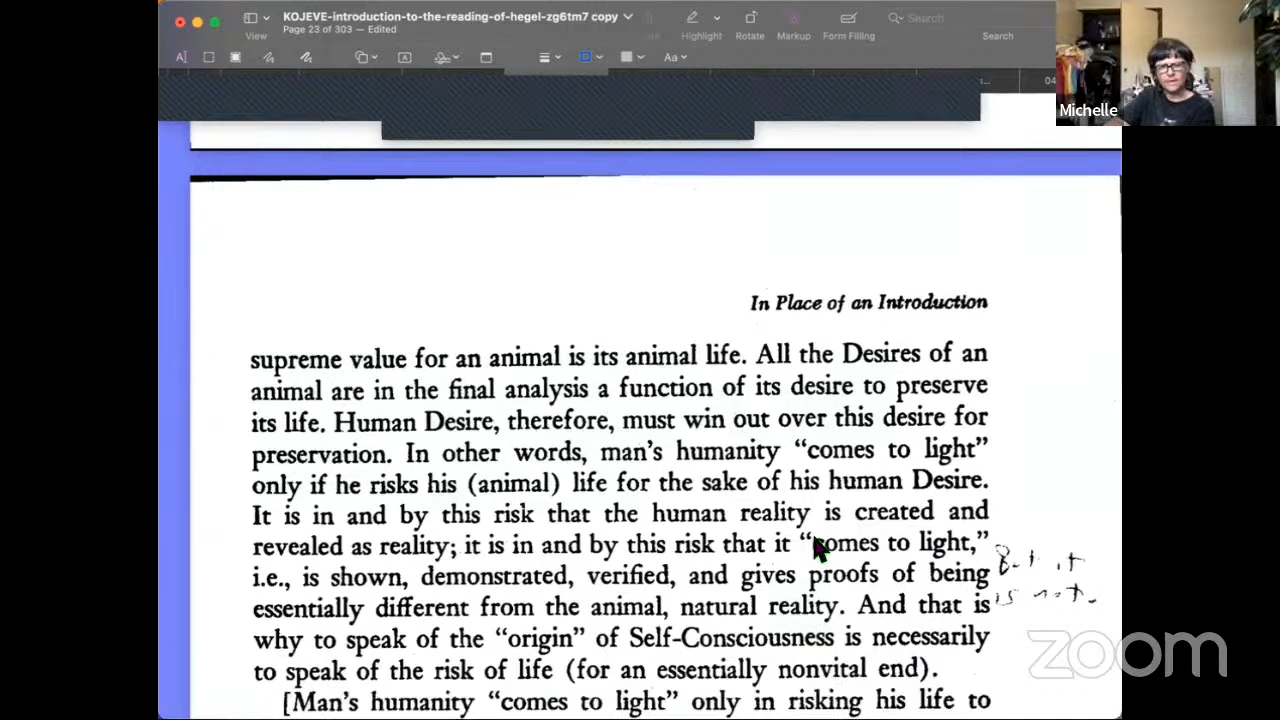 KOJEVE-introduction-to-the-reading-of-hegel-zg6tm7 copy
Page 23 of 303 — Edited
View
Highlight
Rotate
Markup
Form Filling
Search
Search
Aa
04
Michelle
In Place of an Introduction
supreme value for an animal is its animal life. All the Desires of an
animal are in the final analysis a function of its desire to preserve
its life. Human Desire, therefore, must win out over this desire for
preservation. In other words, man's humanity "comes to light"
only if he risks his (animal) life for the sake of his human Desire.
It is in and by this risk that the human reality is created and
revealed as reality; it is in and by this risk that it "comes to light,"
i.e., is shown, demonstrated, verified, and gives proofs of being
essentially different from the animal, natural reality. And that is
why to speak of the "origin" of Self-Consciousness is necessarily
to speak of the risk of life (for an essentially nonvital end).
[Man's humanity "comes to light" only in risking his life to
But it
is not.
zoom